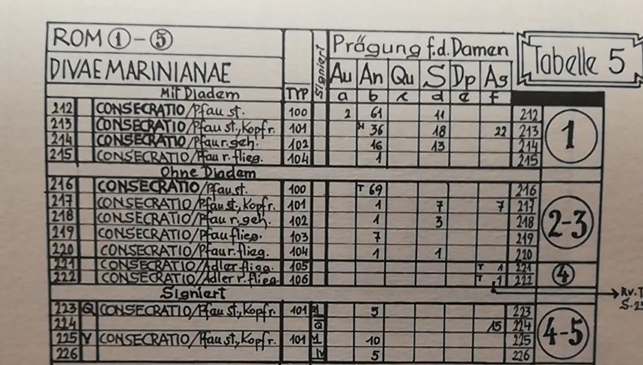 ROM ①-⑤ Signiert Prägung f.d. Damen Tabelle 5
DIVAE MARINIANAE Au An Qu S Dp As
Mit Diadem TYP a b c d e f
212 CONSECRATIO/Pfau st. 100 2 61 11 212
213 CONSECRATIO/Pfau st., Kopf r. 101 36 18 22 213 1
214 CONSECRATIO/Pfau r. geh. 102 16 13 214
215 CONSECRATIO/Pfau r. flieg. 104 1 215
Ohne Diadem
216 CONSECRATIO/Pfau st. 100 T 69 216
217 CONSECRATIO/Pfau st., Kopf r. 101 1 7 7 217
218 CONSECRATIO/Pfau r. geh. 102 1 3 218 2-3
219 CONSECRATIO/Pfau flieg. 103 7 219
220 CONSECRATIO/Pfau r. flieg. 104 1 1 220
221 CONSECRATIO/Adler flieg. 105 T 1 221 4
222 CONSECRATIO/Adler r. flieg. 106 T 1 222
Signiert
223 Q CONSECRATIO/Pfau st., Kopf r. 101 5 223
224 Q 15 224 4-5
225 V CONSECRATIO/Pfau st., Kopf r. 101 10 225
226 IV 5 226